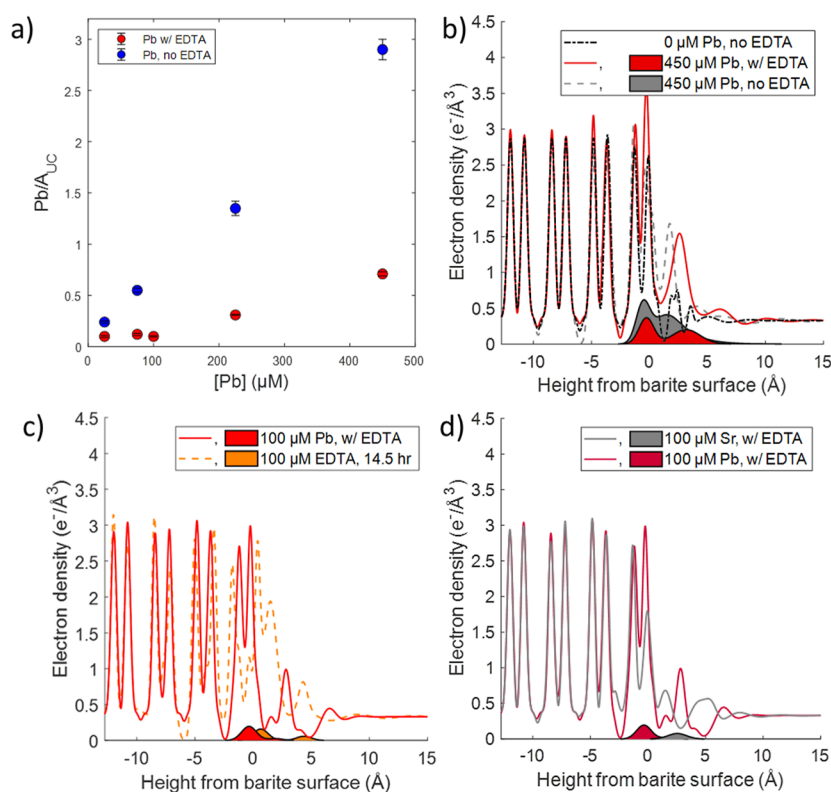 a)
Pb w/ EDTA
Pb, no EDTA
3
2.5
2
1.5
1
0.5
0
Pb/A_UC
0 100 200 300 400 500
[Pb] (μM)
b)
0 μM Pb, no EDTA
, 450 μM Pb, w/ EDTA
, 450 μM Pb, no EDTA
4.5
4
3.5
3
2.5
2
1.5
1
0.5
0
Electron density (e⁻/Å³)
-10 -5 0 5 10 15
Height from barite surface (Å)
c)
, 100 μM Pb, w/ EDTA
, 100 μM EDTA, 14.5 hr
4.5
4
3.5
3
2.5
2
1.5
1
0.5
0
Electron density (e⁻/Å³)
-10 -5 0 5 10 15
Height from barite surface (Å)
d)
, 100 μM Sr, w/ EDTA
, 100 μM Pb, w/ EDTA
4.5
4
3.5
3
2.5
2
1.5
1
0.5
0
Electron density (e⁻/Å³)
-10 -5 0 5 10 15
Height from barite surface (Å)